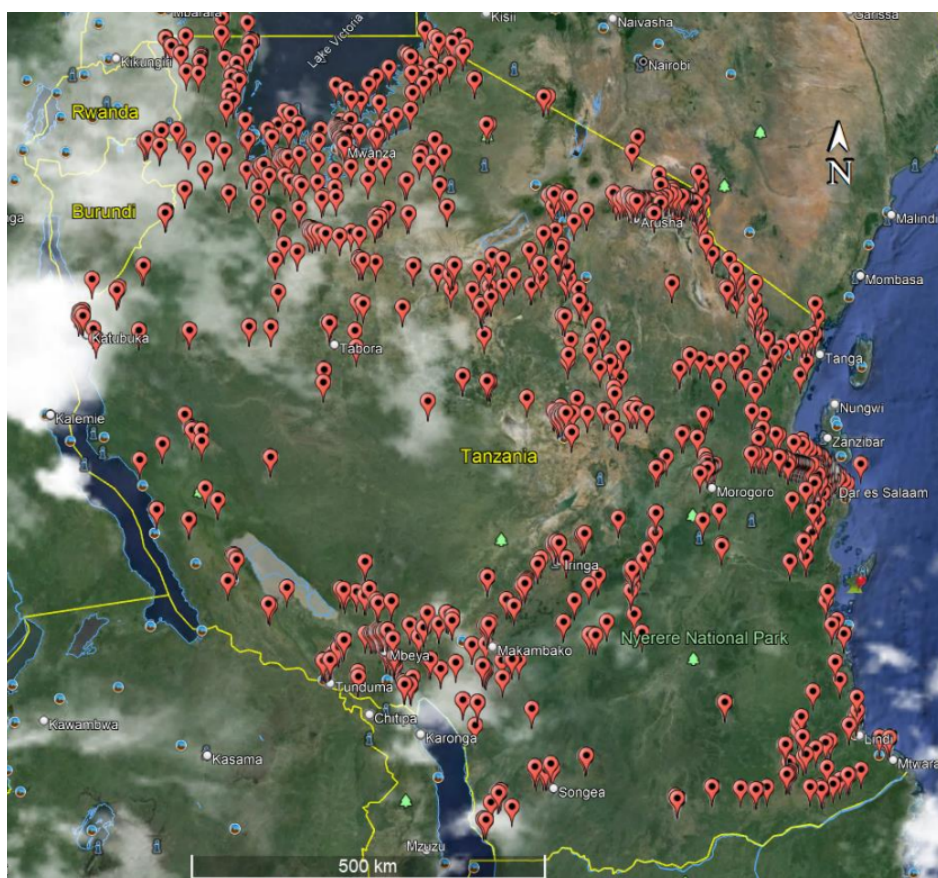 Mbarara
Kisii
Naivasha
Garissa
Lake Victoria
Kikungiri
Nairobi
Rwanda
N
Mwanza
Burundi
Arusha
Malindi
Mombasa
Katubuka
Tabora
Tanga
Kalemie
Nungwi
Zanzibar
Tanzania
Morogoro
Dar es Salaam
Iringa
Nyerere National Park
Mbeya
Makambako
Tunduma
Chitipa
Kawambwa
Karonga
Lindi
Kasama
Mtwara
Songea
Mzuzu
500 km